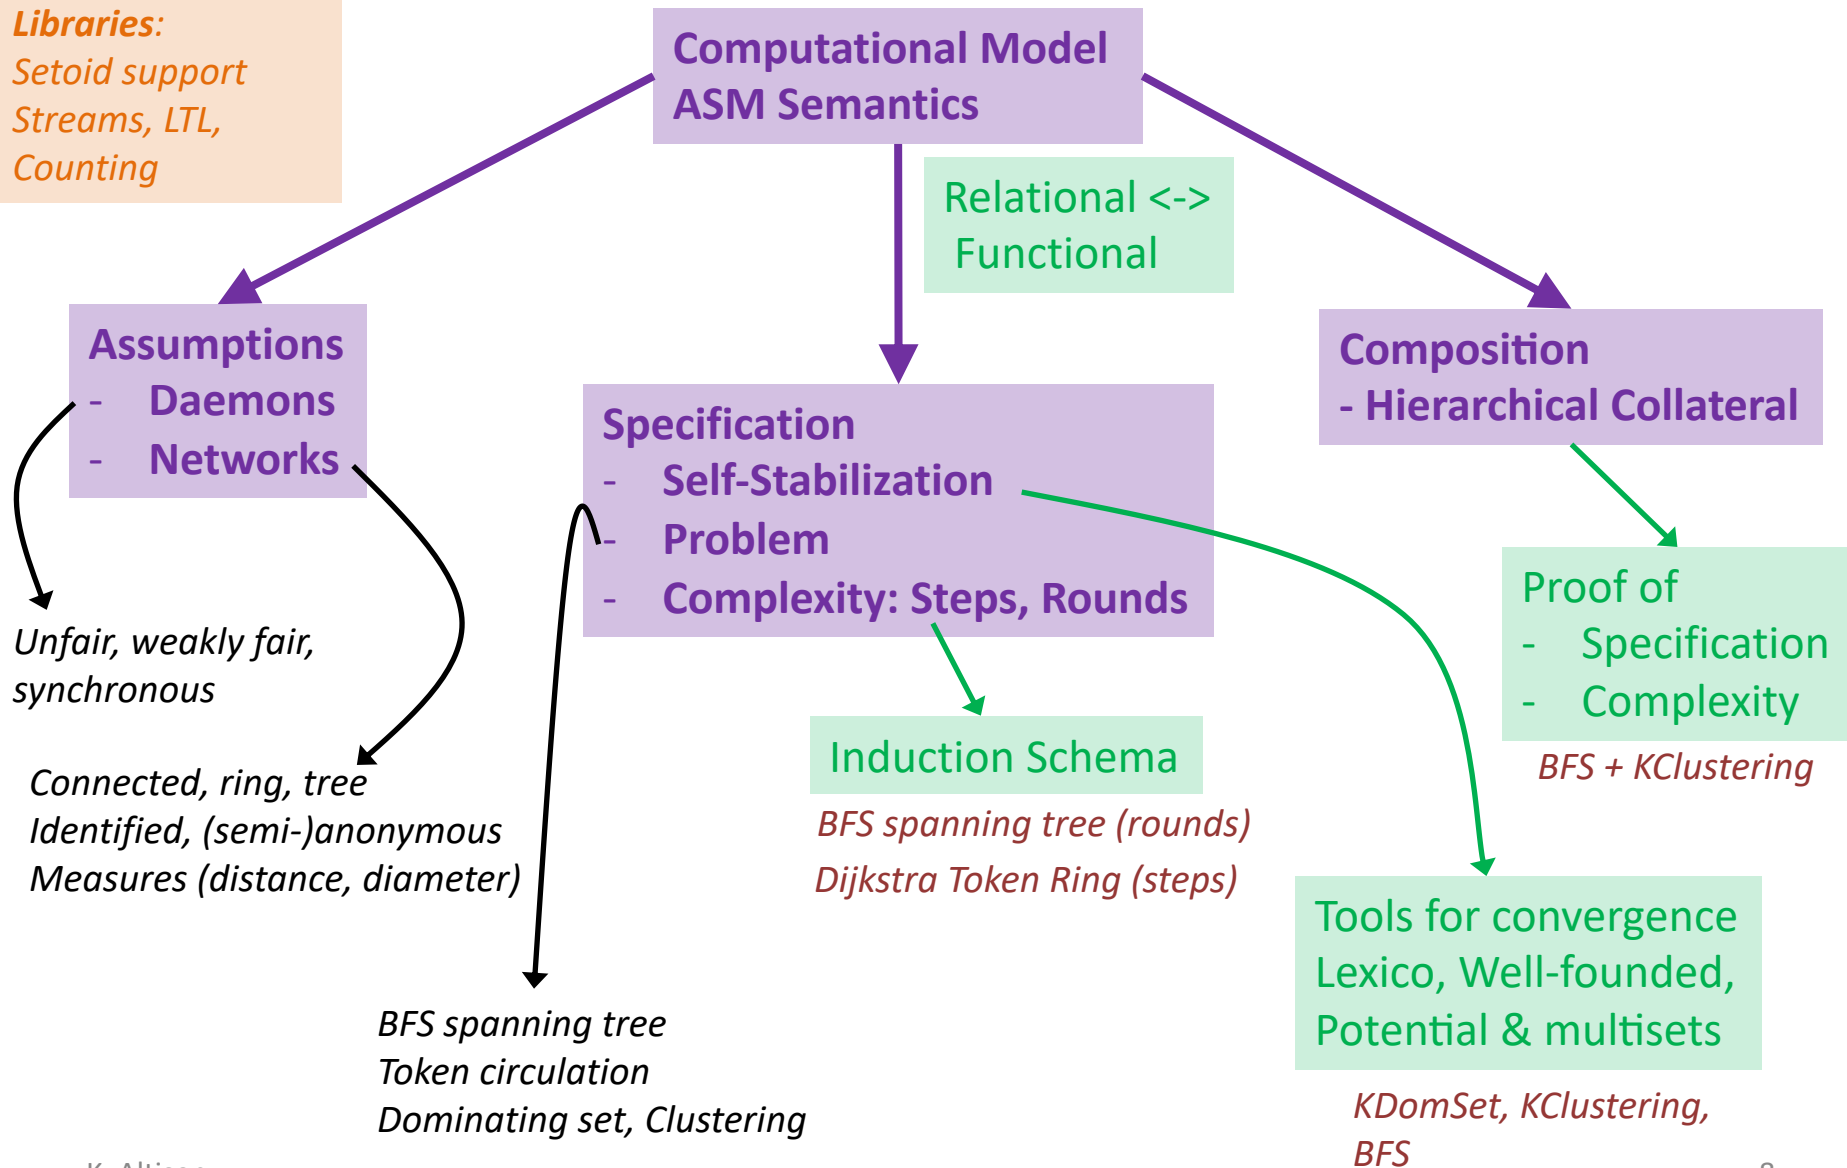 Libraries:
Setoid support
Streams, LTL,
Counting
Computational Model
ASM Semantics
Relational <->
Functional
Assumptions
- Daemons
- Networks
Specification
- Self-Stabilization
- Problem
- Complexity: Steps, Rounds
Composition
- Hierarchical Collateral
Unfair, weakly fair,
synchronous
Connected, ring, tree
Identified, (semi-)anonymous
Measures (distance, diameter)
BFS spanning tree
Token circulation
Dominating set, Clustering
Induction Schema
BFS spanning tree (rounds)
Dijkstra Token Ring (steps)
Proof of
- Specification
- Complexity
BFS + KClustering
Tools for convergence
Lexico, Well-founded,
Potential & multisets
KDomSet, KClustering,
BFS